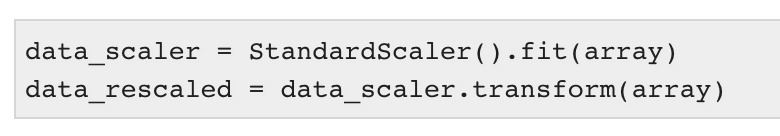 data_scaler = StandardScaler().fit(array)
data_rescaled = data_scaler.transform(array)